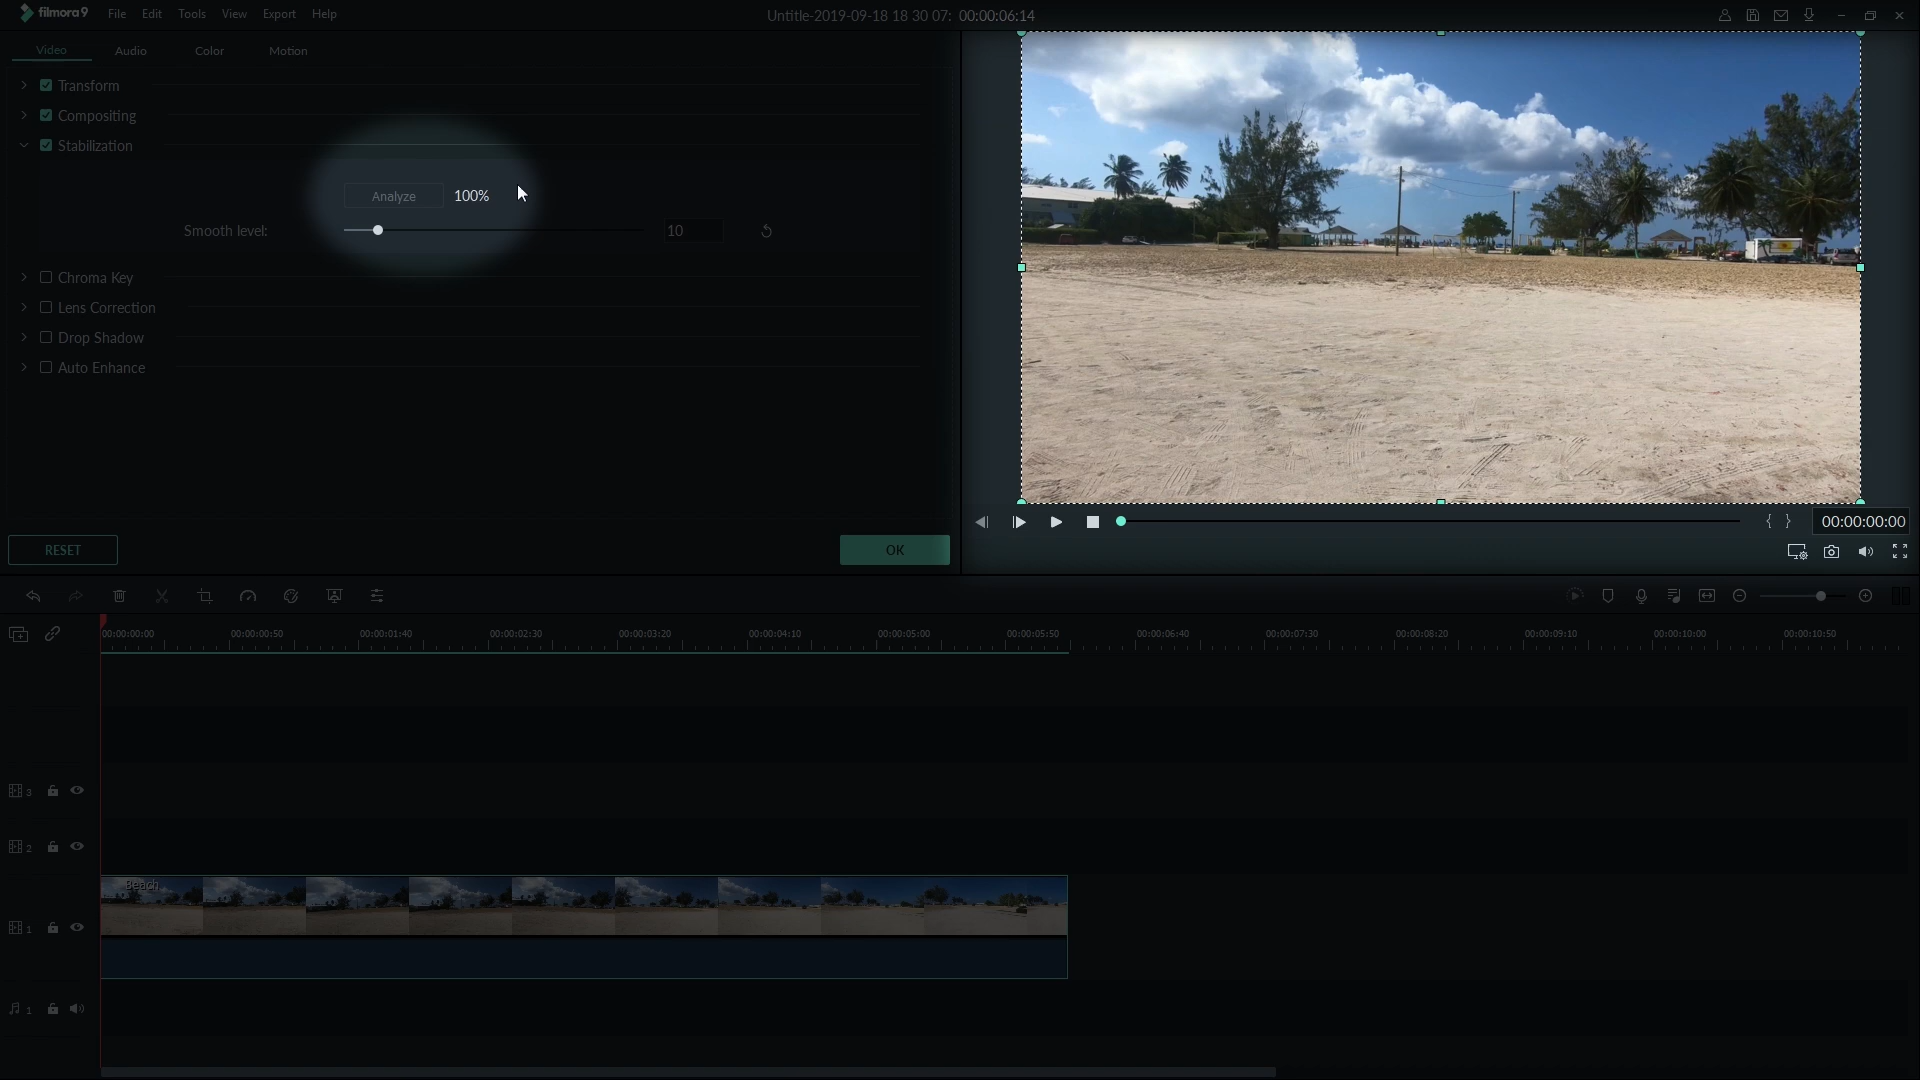 filmora9 File Edit Tools View Export Help Untitle-2019-09-18 18 30 07: 00:00:06:14
Video Audio Color Motion
Transform
Compositing
Stabilization
Analyze 100%
Smooth level: 10
Chroma Key
Lens Correction
Drop Shadow
Auto Enhance
{ } 00:00:00:00
RESET OK
00:00:00:00 00:00:00:50 00:00:01:40 00:00:02:30 00:00:03:20 00:00:04:10 00:00:05:00 00:00:05:50 00:00:06:40 00:00:07:30 00:00:08:20 00:00:09:10 00:00:10:00 00:00:10:50
3
2
Beach
1
1